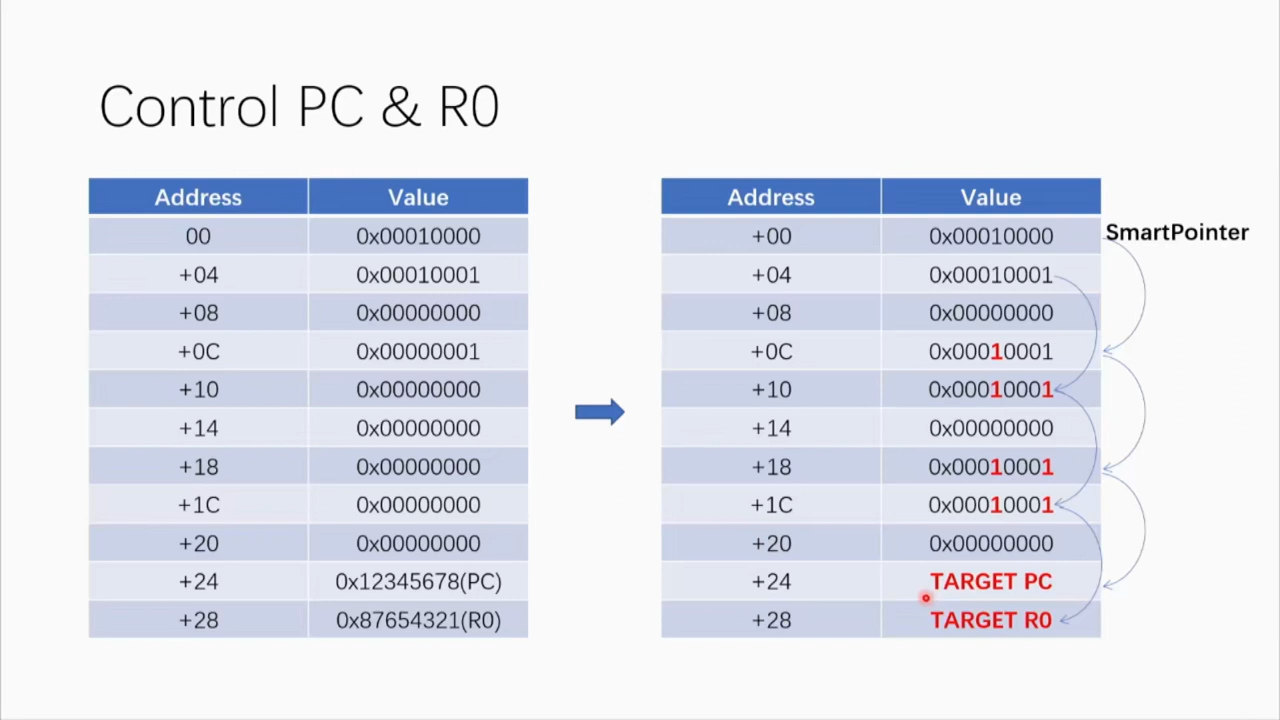 Control PC & R0
Address Value
00 0x00010000
+04 0x00010001
+08 0x00000000
+0C 0x00000001
+10 0x00000000
+14 0x00000000
+18 0x00000000
+1C 0x00000000
+20 0x00000000
+24 0x12345678(PC)
+28 0x87654321(R0)
Address Value
+00 0x00010000 SmartPointer
+04 0x00010001
+08 0x00000000
+0C 0x00010001
+10 0x00010001
+14 0x00000000
+18 0x00010001
+1C 0x00010001
+20 0x00000000
+24 TARGET PC
+28 TARGET R0